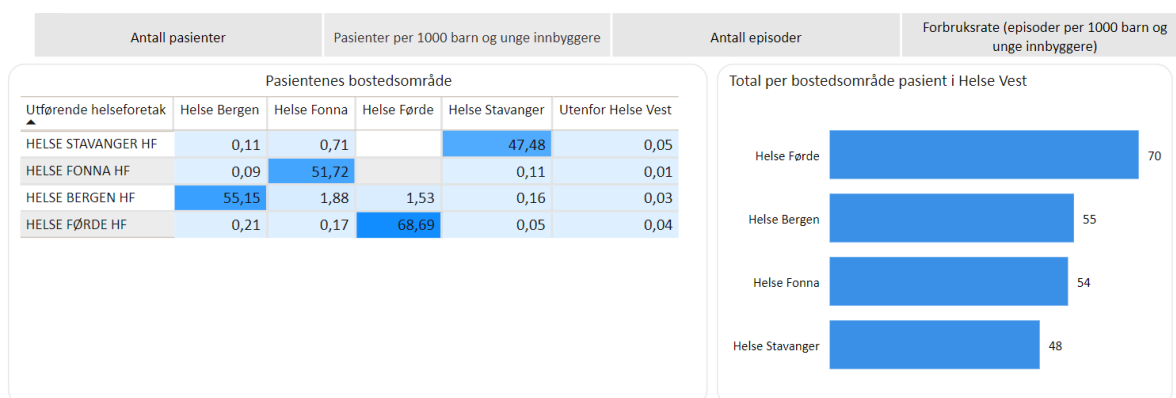 Antall pasienter
Pasienter per 1000 barn og unge innbyggere
Antall episoder
Forbruksrate (episoder per 1000 barn og
unge innbyggere)
Pasientenes bostedsområde
Utførende helseforetak Helse Bergen Helse Fonna Helse Førde Helse Stavanger Utenfor Helse Vest
HELSE STAVANGER HF 0,11 0,71 47,48 0,05
HELSE FONNA HF 0,09 51,72 0,11 0,01
HELSE BERGEN HF 55,15 1,88 1,53 0,16 0,03
HELSE FØRDE HF 0,21 0,17 68,69 0,05 0,04
Total per bostedsområde pasient i Helse Vest
Helse Førde 70
Helse Bergen 55
Helse Fonna 54
Helse Stavanger 48